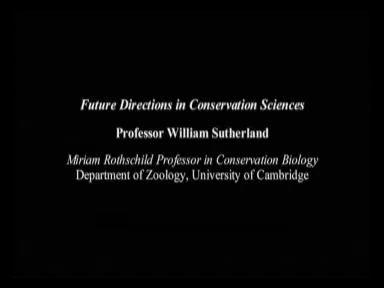 Future Directions in Conservation Sciences
Professor William Sutherland
Miriam Rothschild Professor in Conservation Biology
Department of Zoology, University of Cambridge